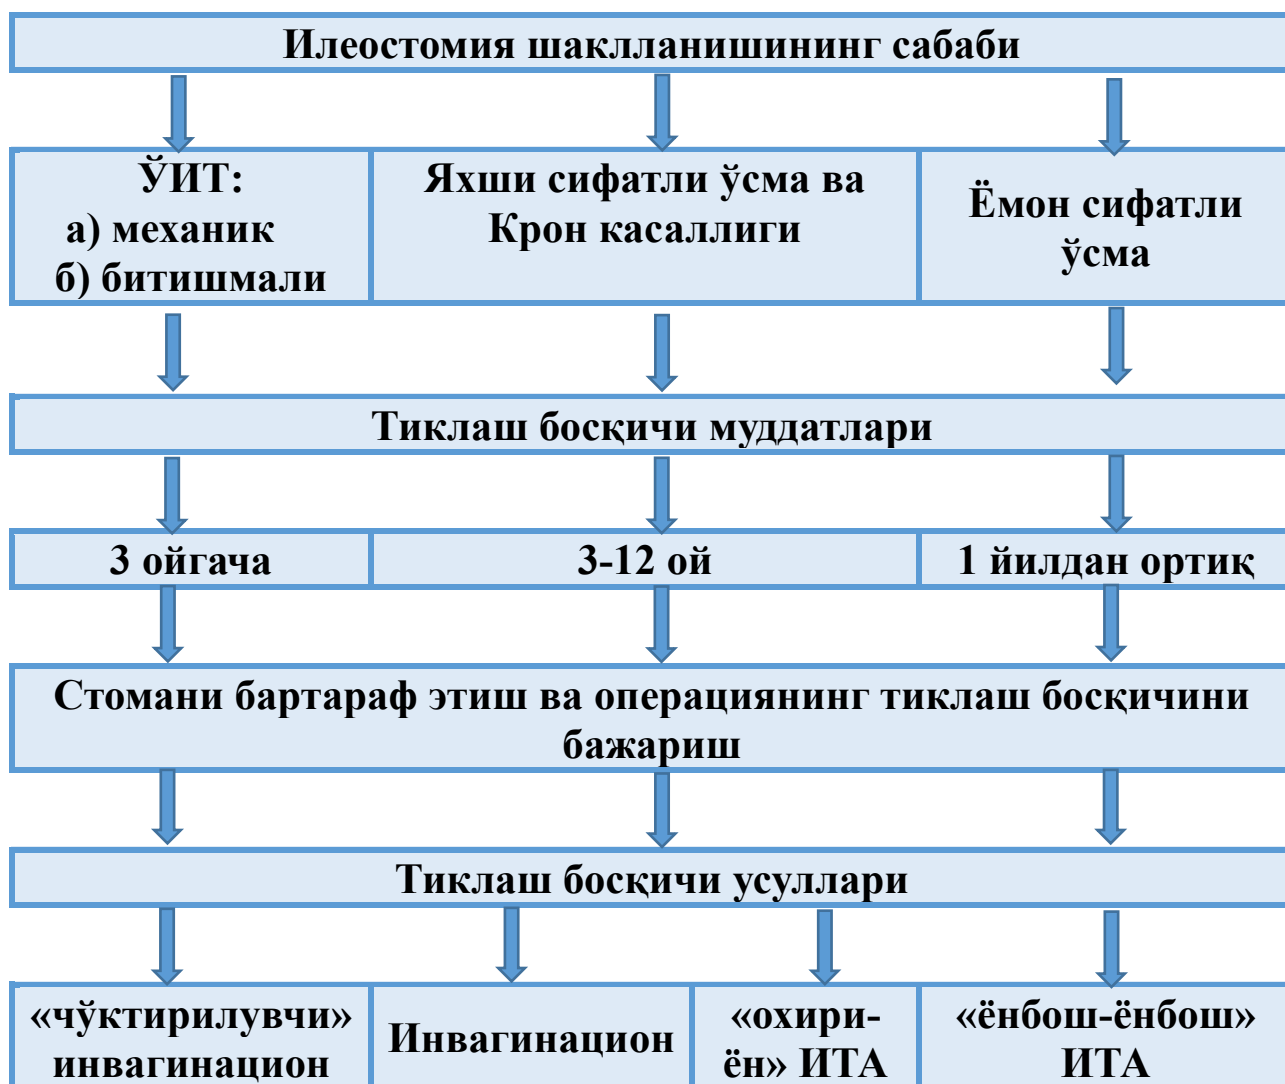 Илеостомия шаклланишининг сабаби
ЎИТ:
а) механик
б) битишмали
Яхши сифатли ўсма ва
Крон касаллиги
Ёмон сифатли
ўсма
Тиклаш босқичи муддатлари
3 ойгача
3-12 ой
1 йилдан ортиқ
Стомани бартараф этиш ва операциянинг тиклаш босқичини
бажариш
Тиклаш босқичи усуллари
«чўктирилувчи»
инвагинацион
Инвагинацион
«охири-
ён» ИТА
«ёнбош-ёнбош»
ИТА